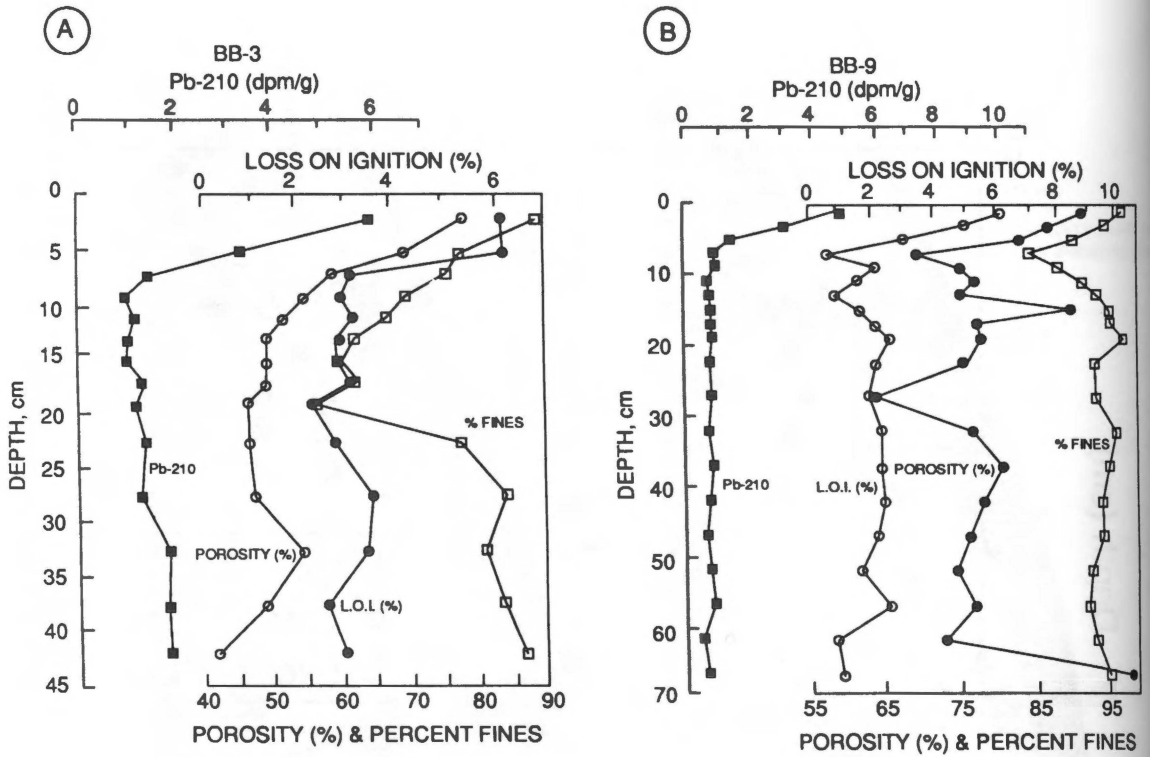 A
BB-3
Pb-210 (dpm/g)
0 2 4 6
LOSS ON IGNITION (%)
0 2 4 6
DEPTH, cm
0
5
10
15
20
25
30
35
40
45
% FINES
Pb-210
POROSITY (%)
L.O.I. (%)
40 50 60 70 80 90
POROSITY (%) & PERCENT FINES
B
BB-9
Pb-210 (dpm/g)
0 2 4 6 8 10
LOSS ON IGNITION (%)
0 2 4 6 8 10
DEPTH, cm
0
10
20
30
40
50
60
70
% FINES
Pb-210
L.O.I. (%)
POROSITY (%)
55 65 75 85 95
POROSITY (%) & PERCENT FINES